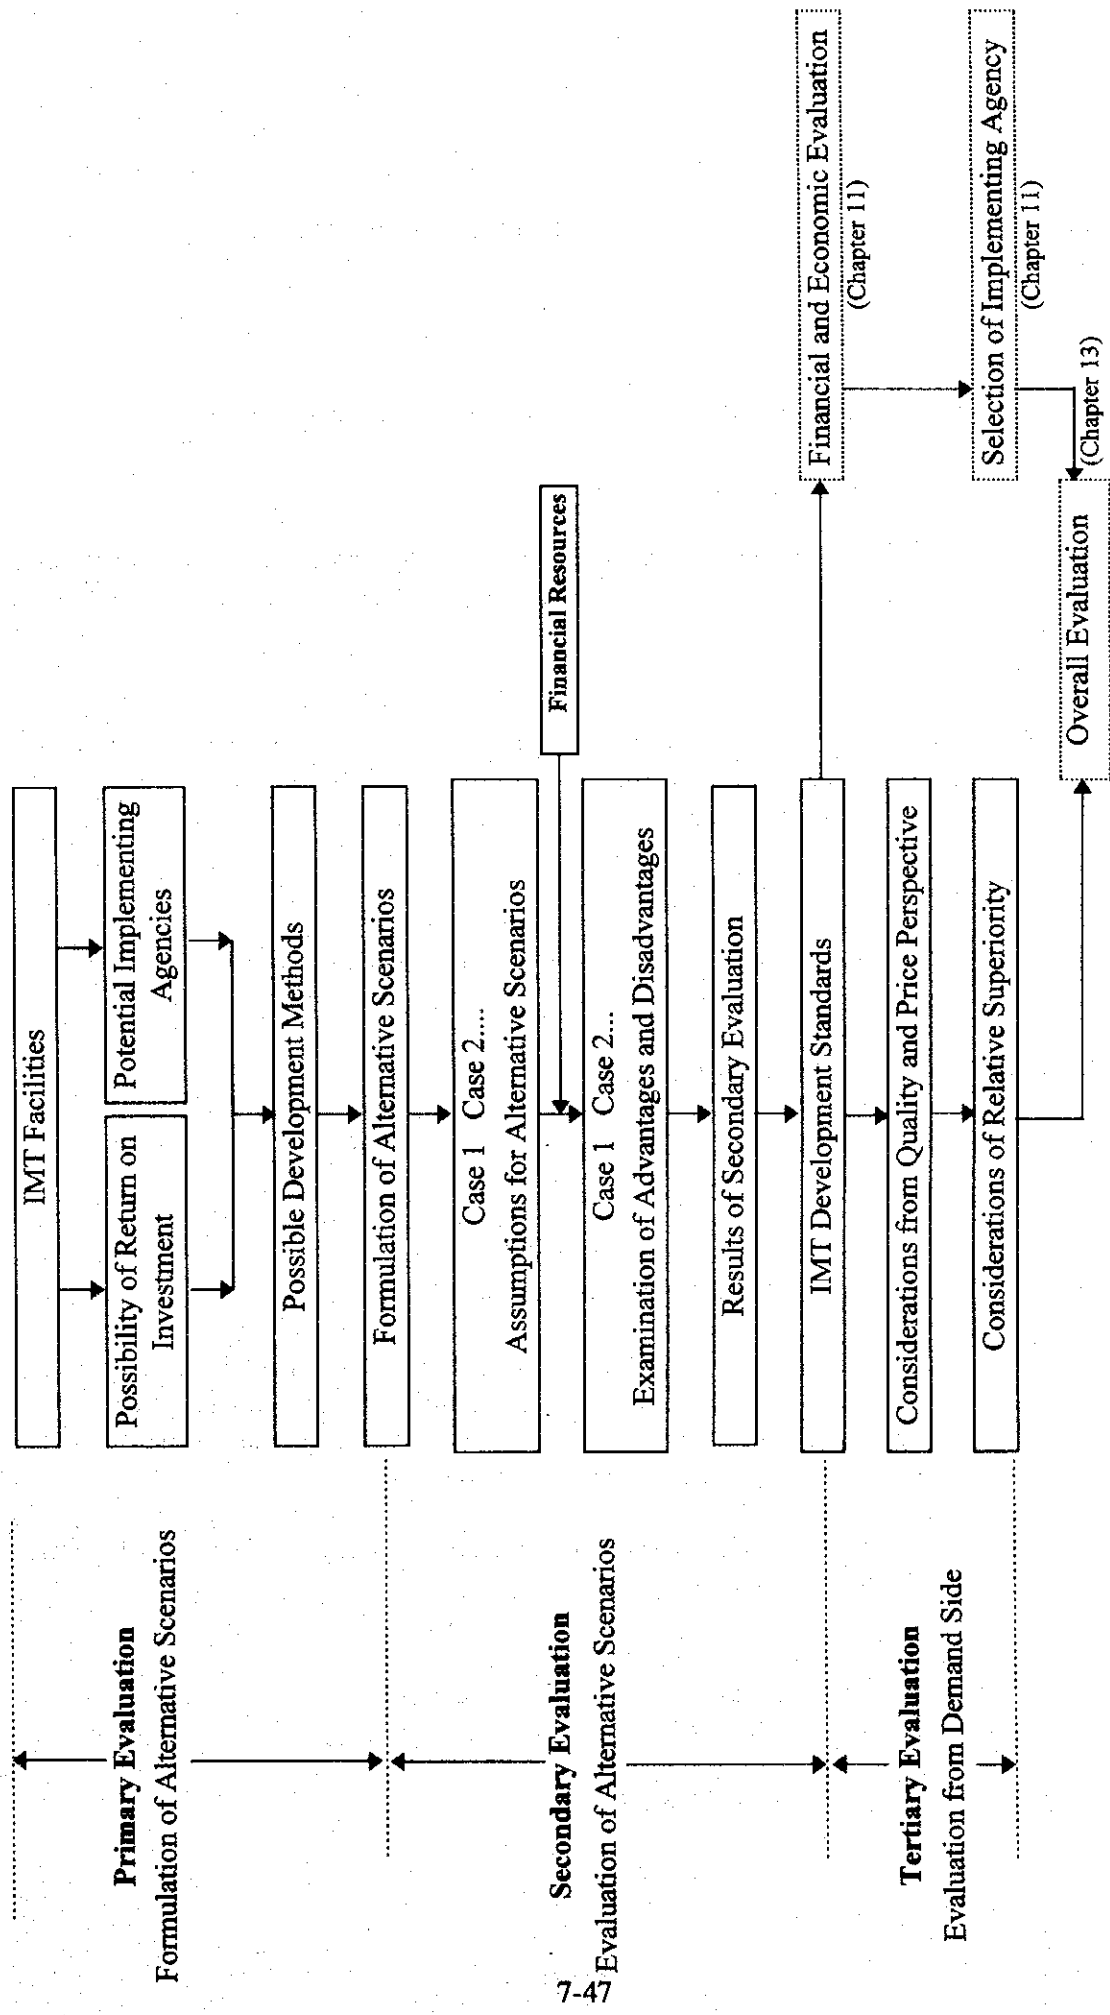 IMT Facilities
Possibility of Return on
Investment
Potential Implementing
Agencies
Possible Development Methods
Formulation of Alternative Scenarios
Case 1 Case 2....
Assumptions for Alternative Scenarios
Financial Resources
Case 1 Case 2...
Examination of Advantages and Disadvantages
Results of Secondary Evaluation
IMT Development Standards
Considerations from Quality and Price Perspective
Considerations of Relative Superiority
Financial and Economic Evaluation
(Chapter 11)
Selection of Implementing Agency
(Chapter 11)
Overall Evaluation
(Chapter 13)
Primary Evaluation
Formulation of Alternative Scenarios
Secondary Evaluation
Evaluation of Alternative Scenarios
Tertiary Evaluation
Evaluation from Demand Side
7-47